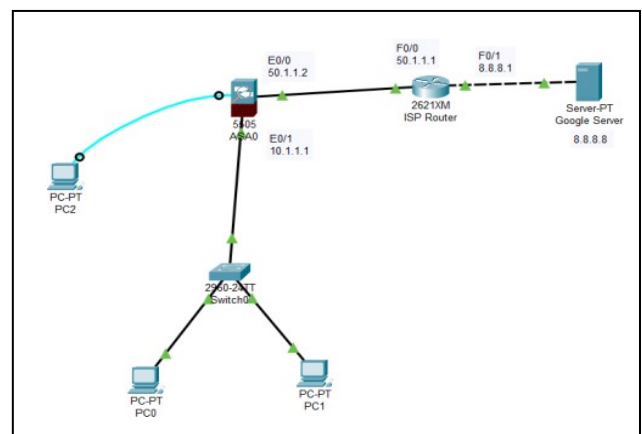 E0/0
50.1.1.2
F0/0
50.1.1.1
F0/1
8.8.8.1
2621XM
ISP Router
Server-PT
Google Server
8.8.8.8
5505
ASA0
E0/1
10.1.1.1
PC-PT
PC2
2960-24TT
Switch0
PC-PT
PC0
PC-PT
PC1